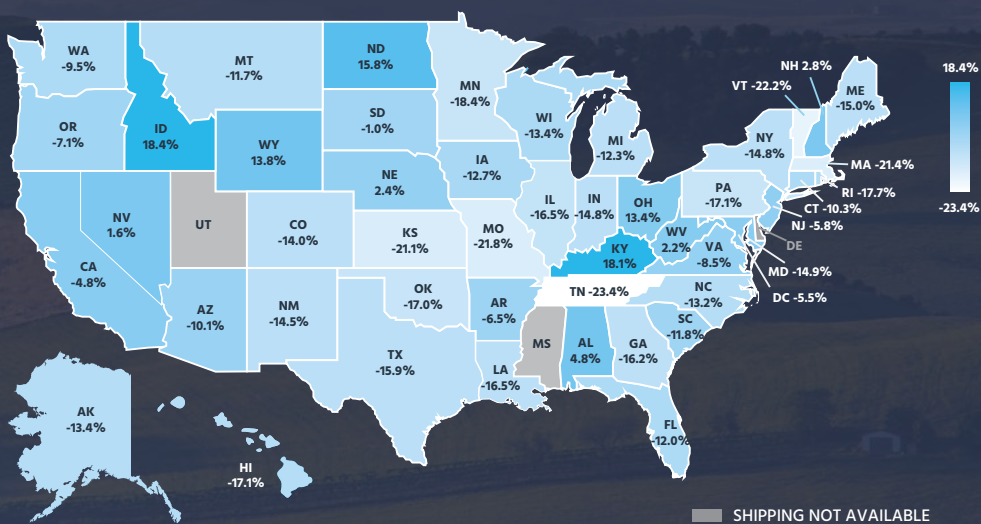 WA
-9.5%
MT
-11.7%
ND
15.8%
MN
-18.4%
NH 2.8%
VT -22.2%
ME
-15.0%
18.4%
OR
-7.1%
ID
18.4%
WY
13.8%
SD
-1.0%
WI
-13.4%
MI
-12.3%
NY
-14.8%
MA -21.4%
RI -17.7%
CT -10.3%
NJ -5.8%
-23.4%
NE
2.4%
IA
-12.7%
PA
-17.1%
NV
1.6%
UT
CO
-14.0%
KS
-21.1%
MO
-21.8%
IL
-16.5%
IN
-14.8%
OH
13.4%
WV
2.2%
VA
-8.5%
DE
MD -14.9%
DC -5.5%
CA
-4.8%
KY
18.1%
AZ
-10.1%
NM
-14.5%
OK
-17.0%
AR
-6.5%
TN -23.4%
NC
-13.2%
SC
-11.8%
TX
-15.9%
LA
-16.5%
MS
AL
4.8%
GA
-16.2%
FL
-12.0%
AK
-13.4%
HI
-17.1%
SHIPPING NOT AVAILABLE